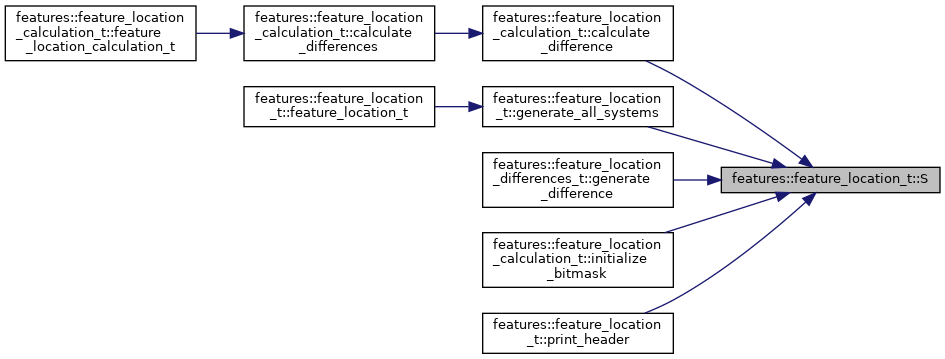 features::feature_location
_calculation_t::feature
_location_calculation_t
features::feature_location
_calculation_t::calculate
_differences
features::feature_location
_calculation_t::calculate
_difference
features::feature_location
_t::feature_location_t
features::feature_location
_t::generate_all_systems
features::feature_location
_differences_t::generate
_difference
features::feature_location_t::S
features::feature_location
_calculation_t::initialize
_bitmask
features::feature_location
_t::print_header